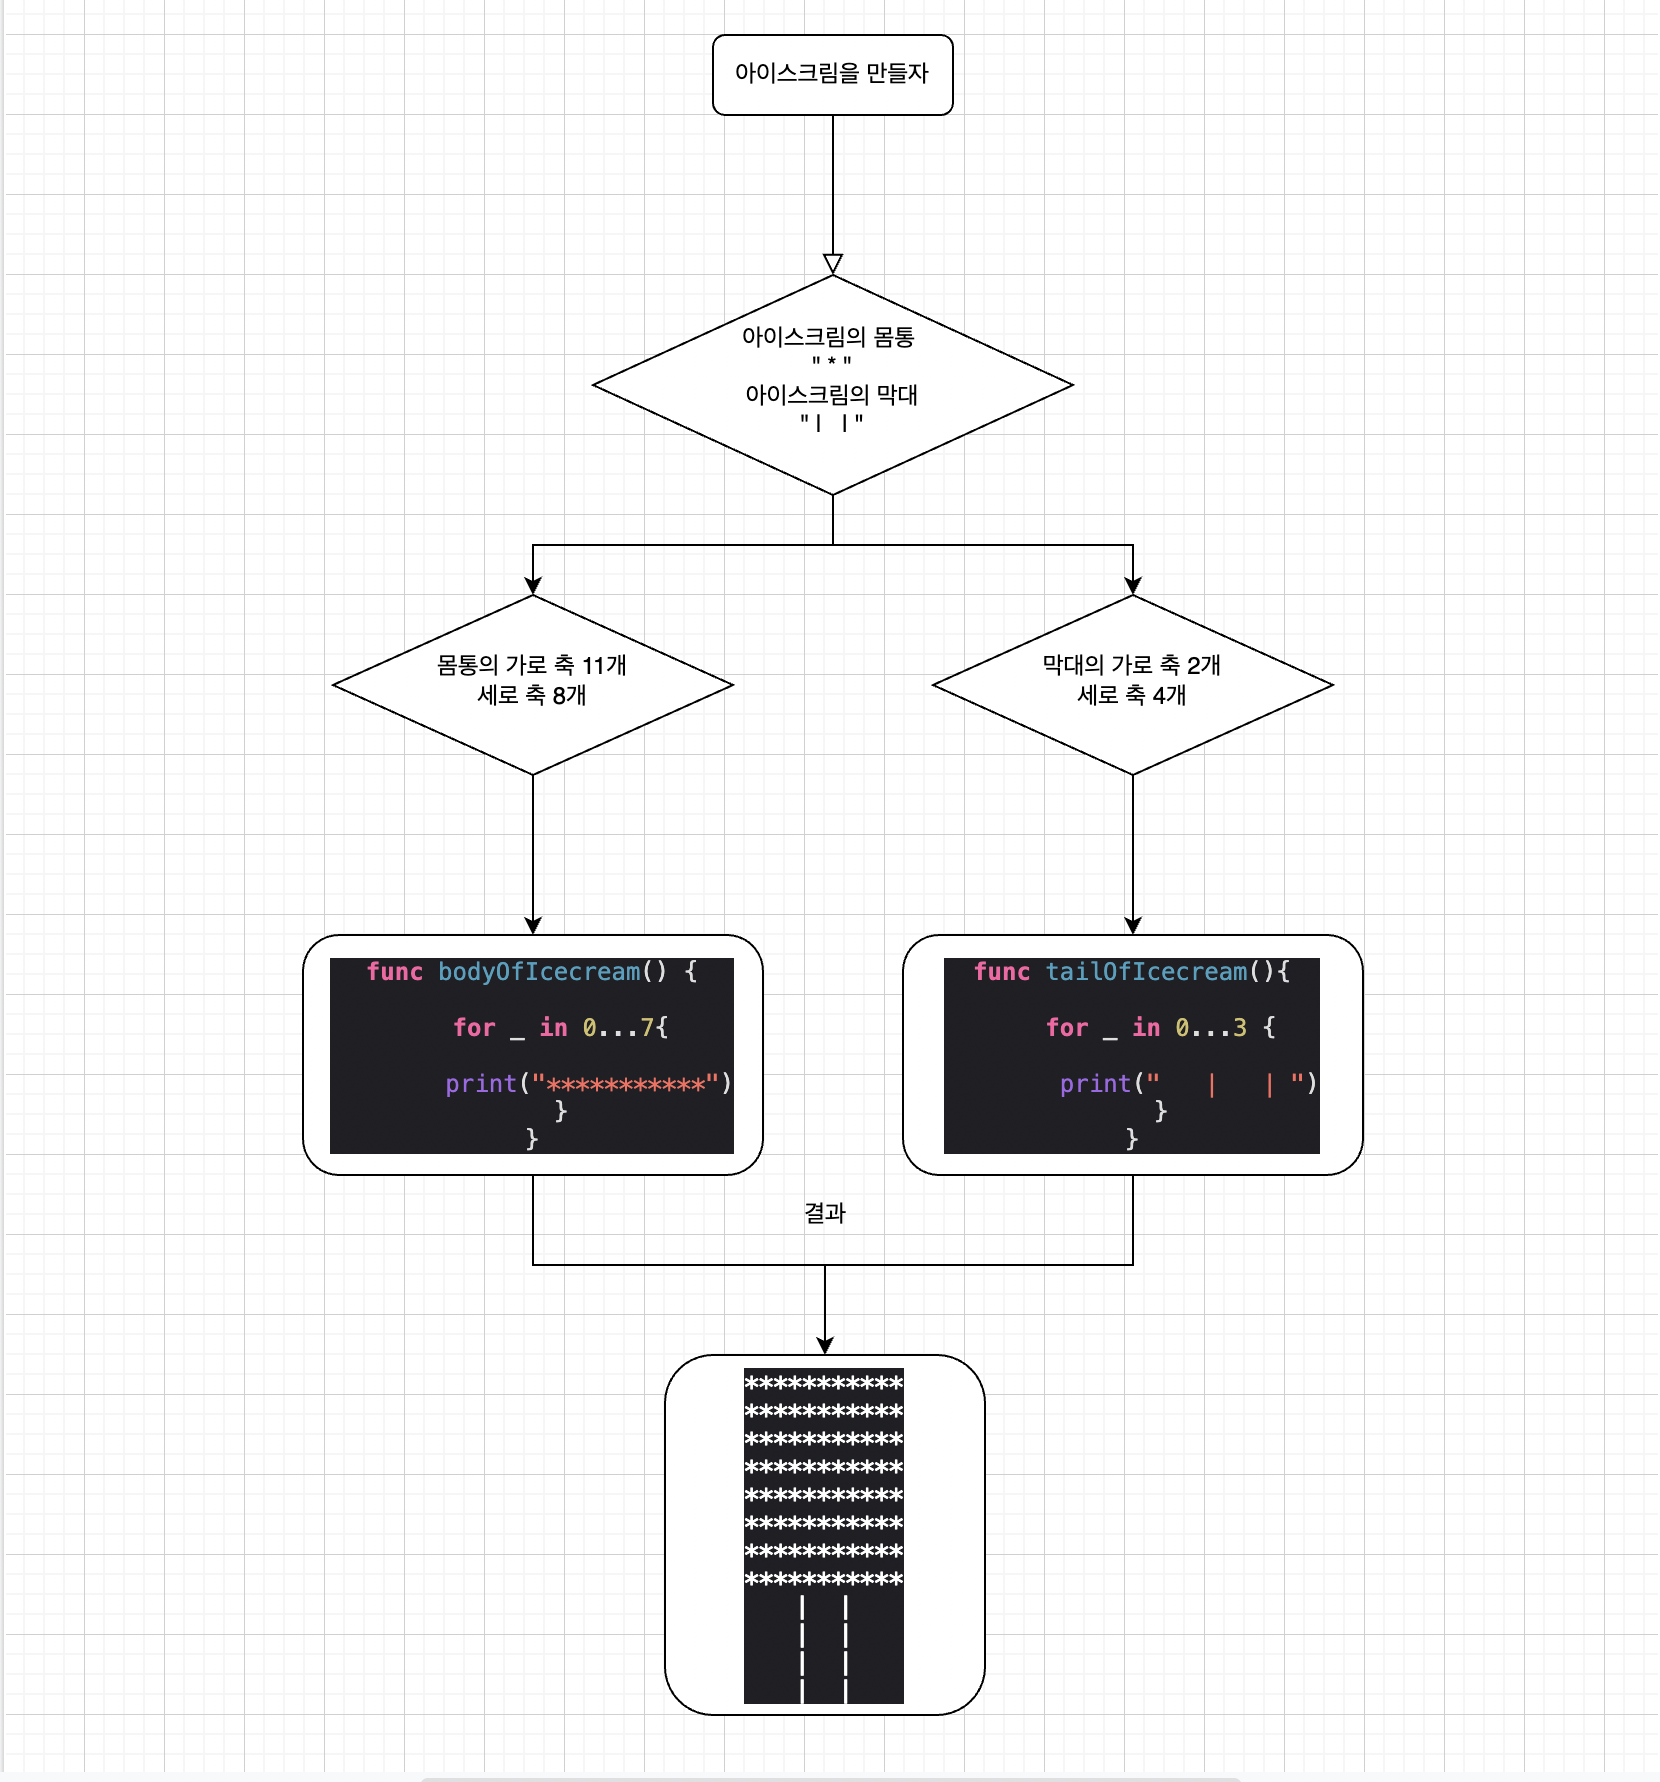 아이스크림을 만들자
아이스크림의 몸통
" * "
아이스크림의 막대
" |   | "
몸통의 가로 축 11개
세로 축 8개
막대의 가로 축 2개
세로 축 4개
func bodyOfIcecream() {
for _ in 0...7{
print("***********")
}
}
func tailOfIcecream(){
for _ in 0...3 {
print("   |   | ")
}
}
결과
***********
***********
***********
***********
***********
***********
***********
***********
    |  |
    |  |
    |  |
    |  |